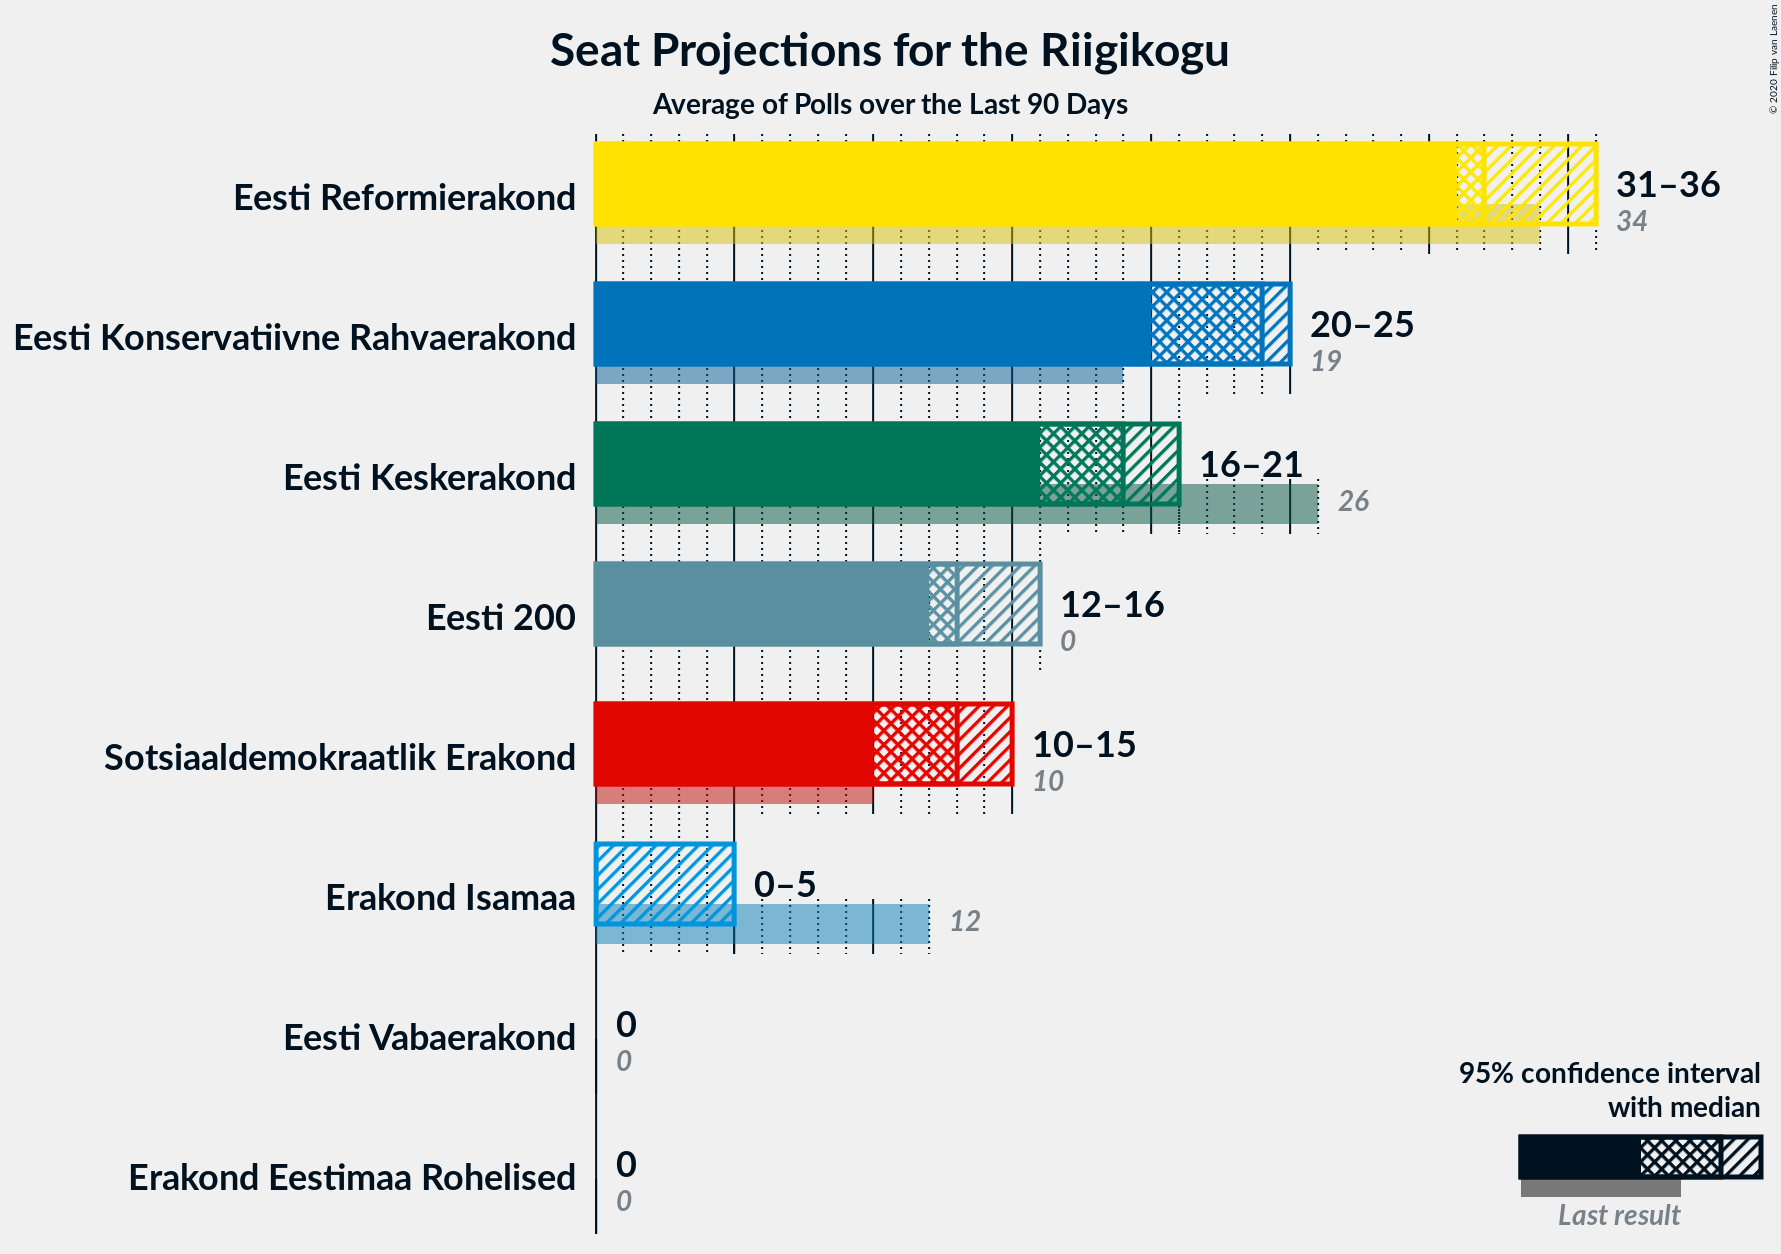 Seat Projections for the Riigikogu
Average of Polls over the Last 90 Days
© 2020 Filip van Laenen
Eesti Reformierakond
31–36
34
Eesti Konservatiivne Rahvaerakond
20–25
19
Eesti Keskerakond
16–21
26
Eesti 200
12–16
0
Sotsiaaldemokraatlik Erakond
10–15
10
Erakond Isamaa
0–5
12
Eesti Vabaerakond
0
0
Erakond Eestimaa Rohelised
0
0
95% confidence interval
with median
Last result